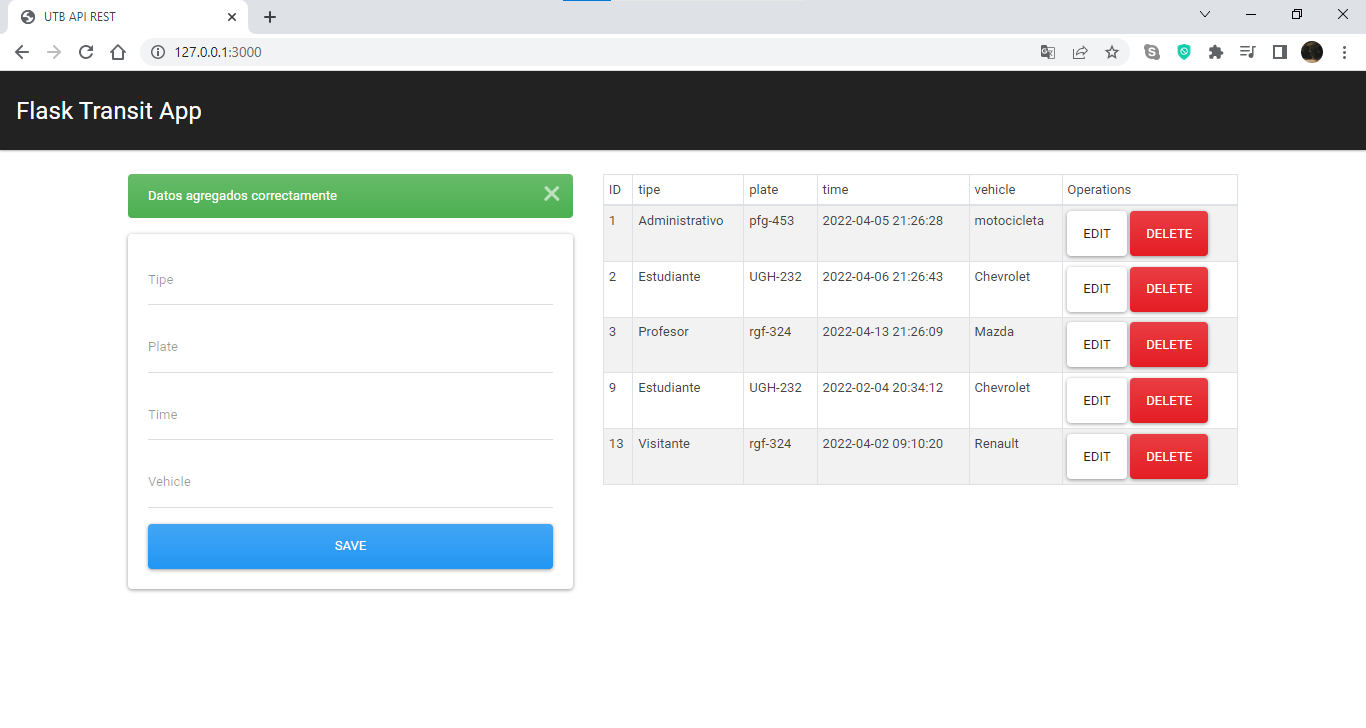 UTB API REST
127.0.0.1:3000
Flask Transit App
Datos agregados correctamente
Tipe
Plate
Time
Vehicle
SAVE
ID tipe plate time vehicle Operations
1 Administrativo pfg-453 2022-04-05 21:26:28 motocicleta EDIT DELETE
2 Estudiante UGH-232 2022-04-06 21:26:43 Chevrolet EDIT DELETE
3 Profesor rgf-324 2022-04-13 21:26:09 Mazda EDIT DELETE
9 Estudiante UGH-232 2022-02-04 20:34:12 Chevrolet EDIT DELETE
13 Visitante rgf-324 2022-04-02 09:10:20 Renault EDIT DELETE